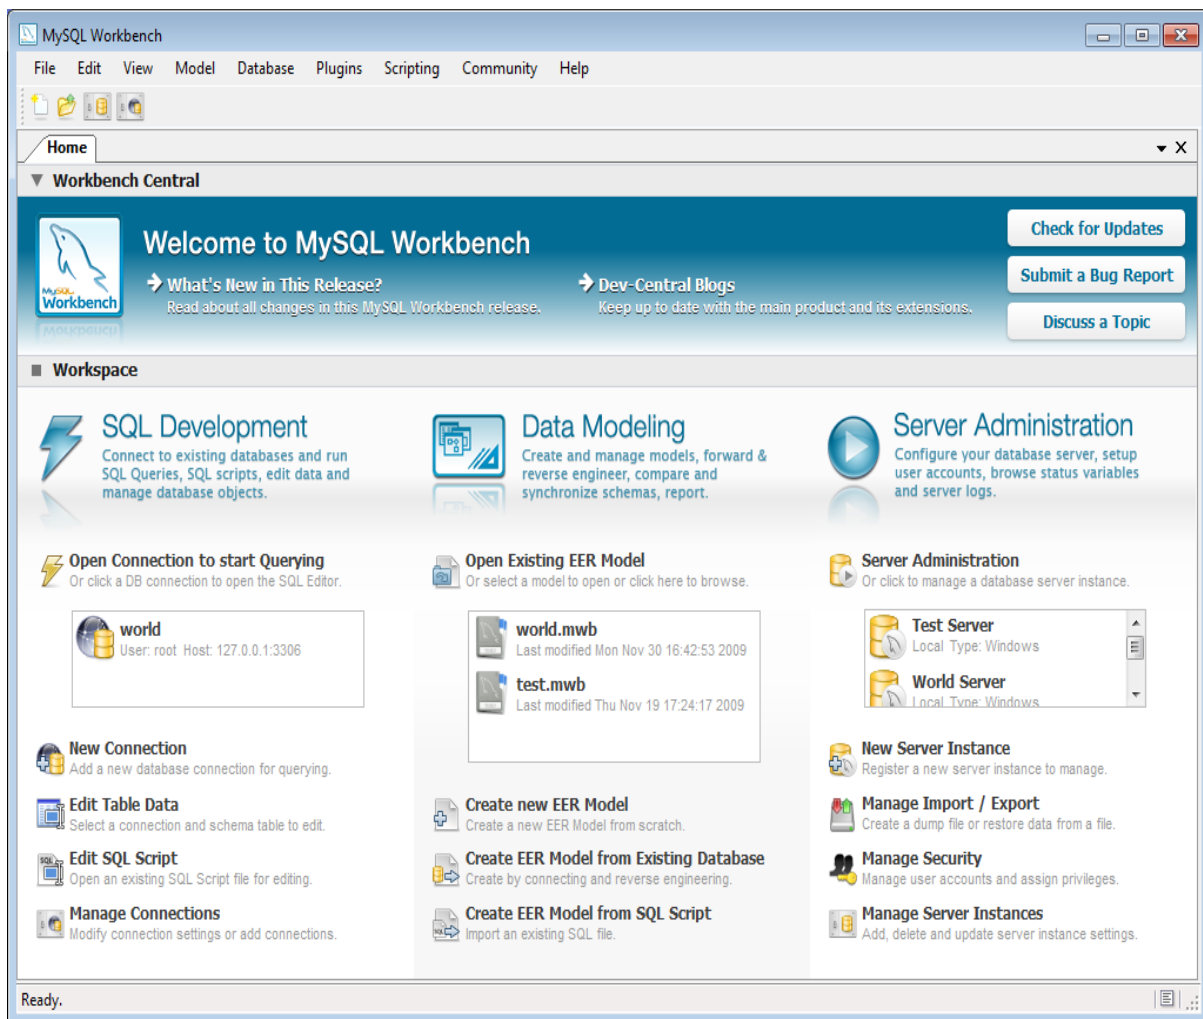 MySQL Workbench
File Edit View Model Database Plugins Scripting Community Help
Home
Workbench Central
Welcome to MySQL Workbench
What's New in This Release?
Read about all changes in this MySQL Workbench release.
Dev-Central Blogs
Keep up to date with the main product and its extensions.
Check for Updates
Submit a Bug Report
Discuss a Topic
MySQL
Workbench
Workspace
SQL Development
Connect to existing databases and run
SQL Queries, SQL scripts, edit data and
manage database objects.
Open Connection to start Querying
Or click a DB connection to open the SQL Editor.
world
User: root Host: 127.0.0.1:3306
New Connection
Add a new database connection for querying.
Edit Table Data
Select a connection and schema table to edit.
SQL
Edit SQL Script
Open an existing SQL Script file for editing.
Manage Connections
Modify connection settings or add connections.
Data Modeling
Create and manage models, forward &
reverse engineer, compare and
synchronize schemas, report.
Open Existing EER Model
Or select a model to open or click here to browse.
world.mwb
Last modified Mon Nov 30 16:42:53 2009
test.mwb
Last modified Thu Nov 19 17:24:17 2009
Create new EER Model
Create a new EER Model from scratch.
Create EER Model from Existing Database
Create by connecting and reverse engineering.
SQL
Create EER Model from SQL Script
Import an existing SQL file.
Server Administration
Configure your database server, setup
user accounts, browse status variables
and server logs.
Server Administration
Or click to manage a database server instance.
Test Server
Local Type: Windows
World Server
Local Type: Windows
New Server Instance
Register a new server instance to manage.
Manage Import / Export
Create a dump file or restore data from a file.
Manage Security
Manage user accounts and assign privileges.
Manage Server Instances
Add, delete and update server instance settings.
Ready.